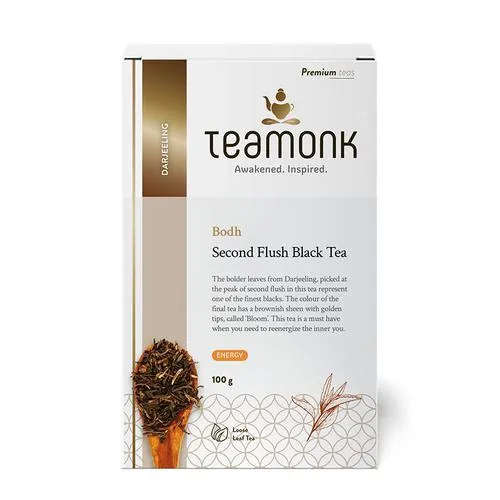 Premium teas
DARJEELING
TEAMONK
Awakened. Inspired.
Bodh
Second Flush Black Tea
The bolder leaves from Darjeeling, picked at
the peak of second flush in this tea represent
one of the finest blacks. The colour of the
final tea has a brownish sheen with golden
tips, called 'Bloom'. This tea is a must have
when you need to reenergize the inner you.
ENERGY
100 g
Loose
Leaf Tea